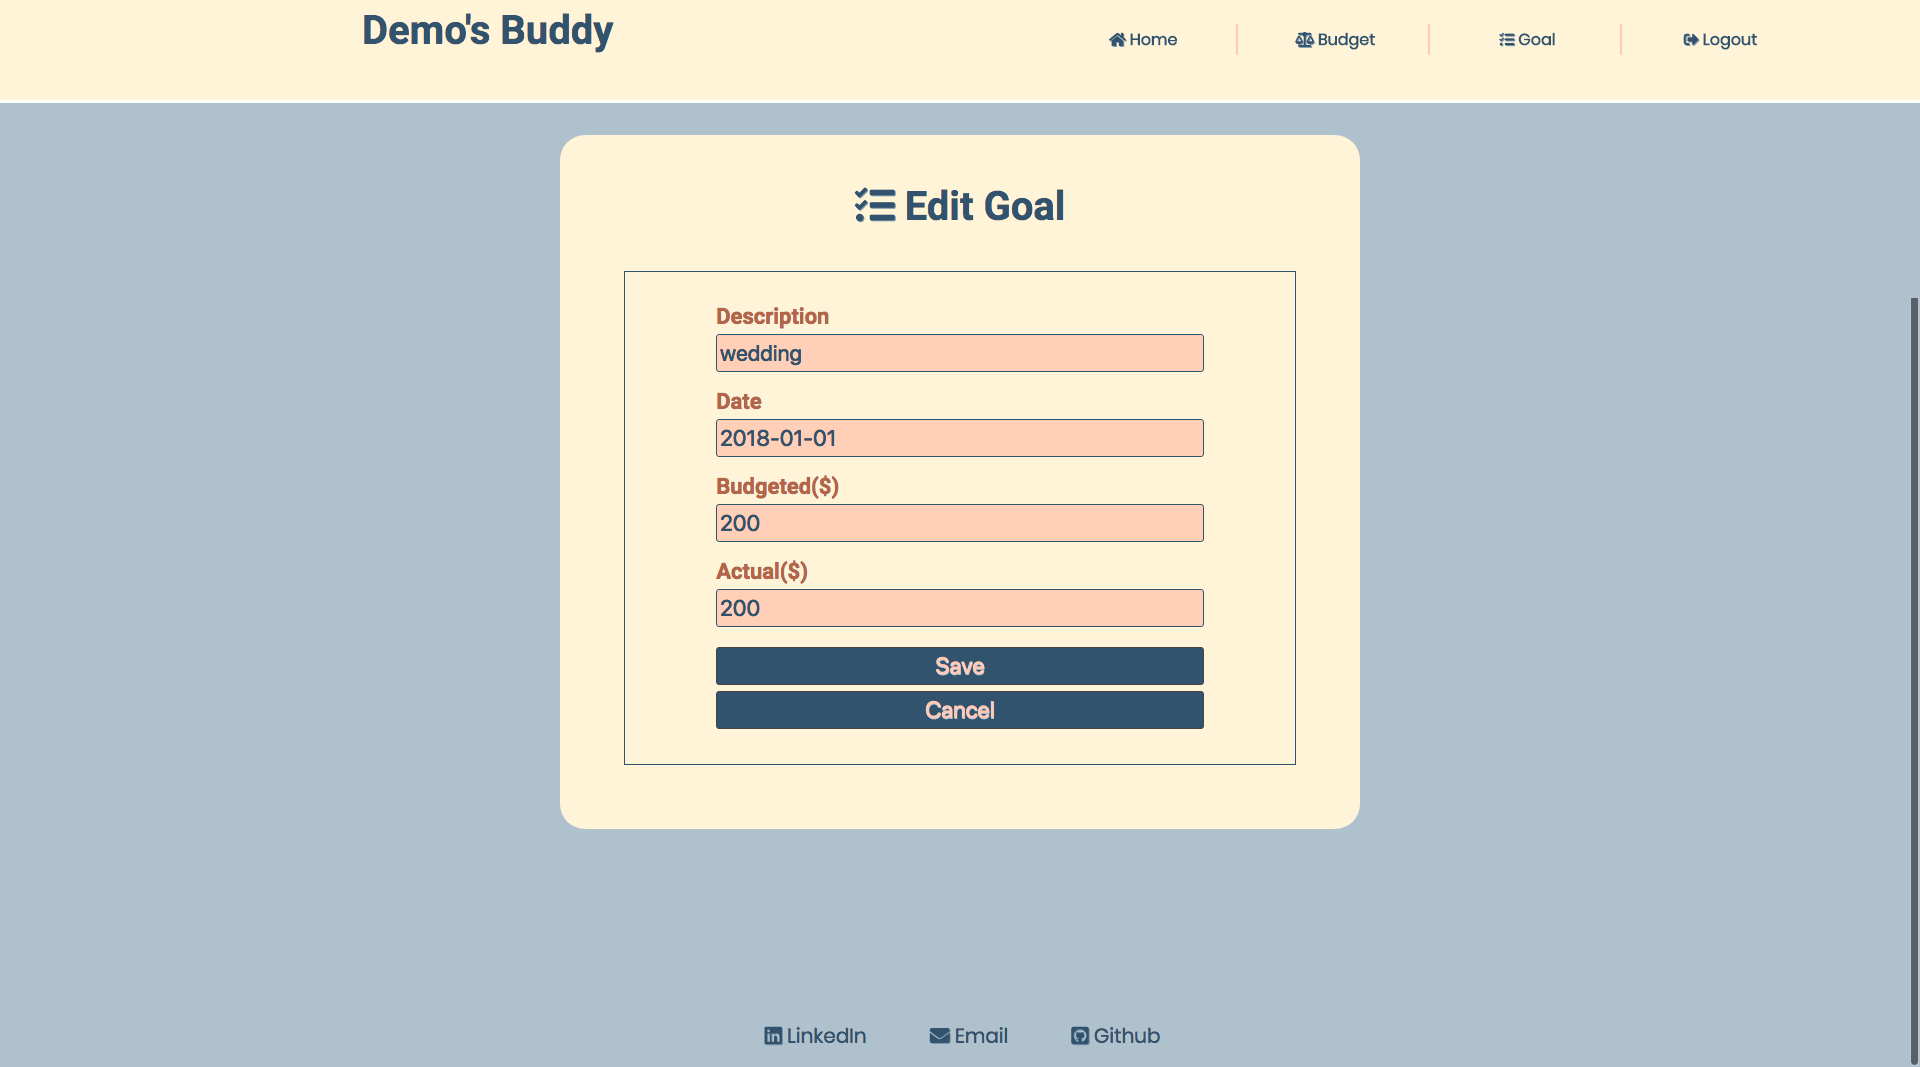 Demo's Buddy
Home
Budget
Goal
Logout
Edit Goal
Description
wedding
Date
2018-01-01
Budgeted($)
200
Actual($)
200
Save
Cancel
LinkedIn
Email
Github